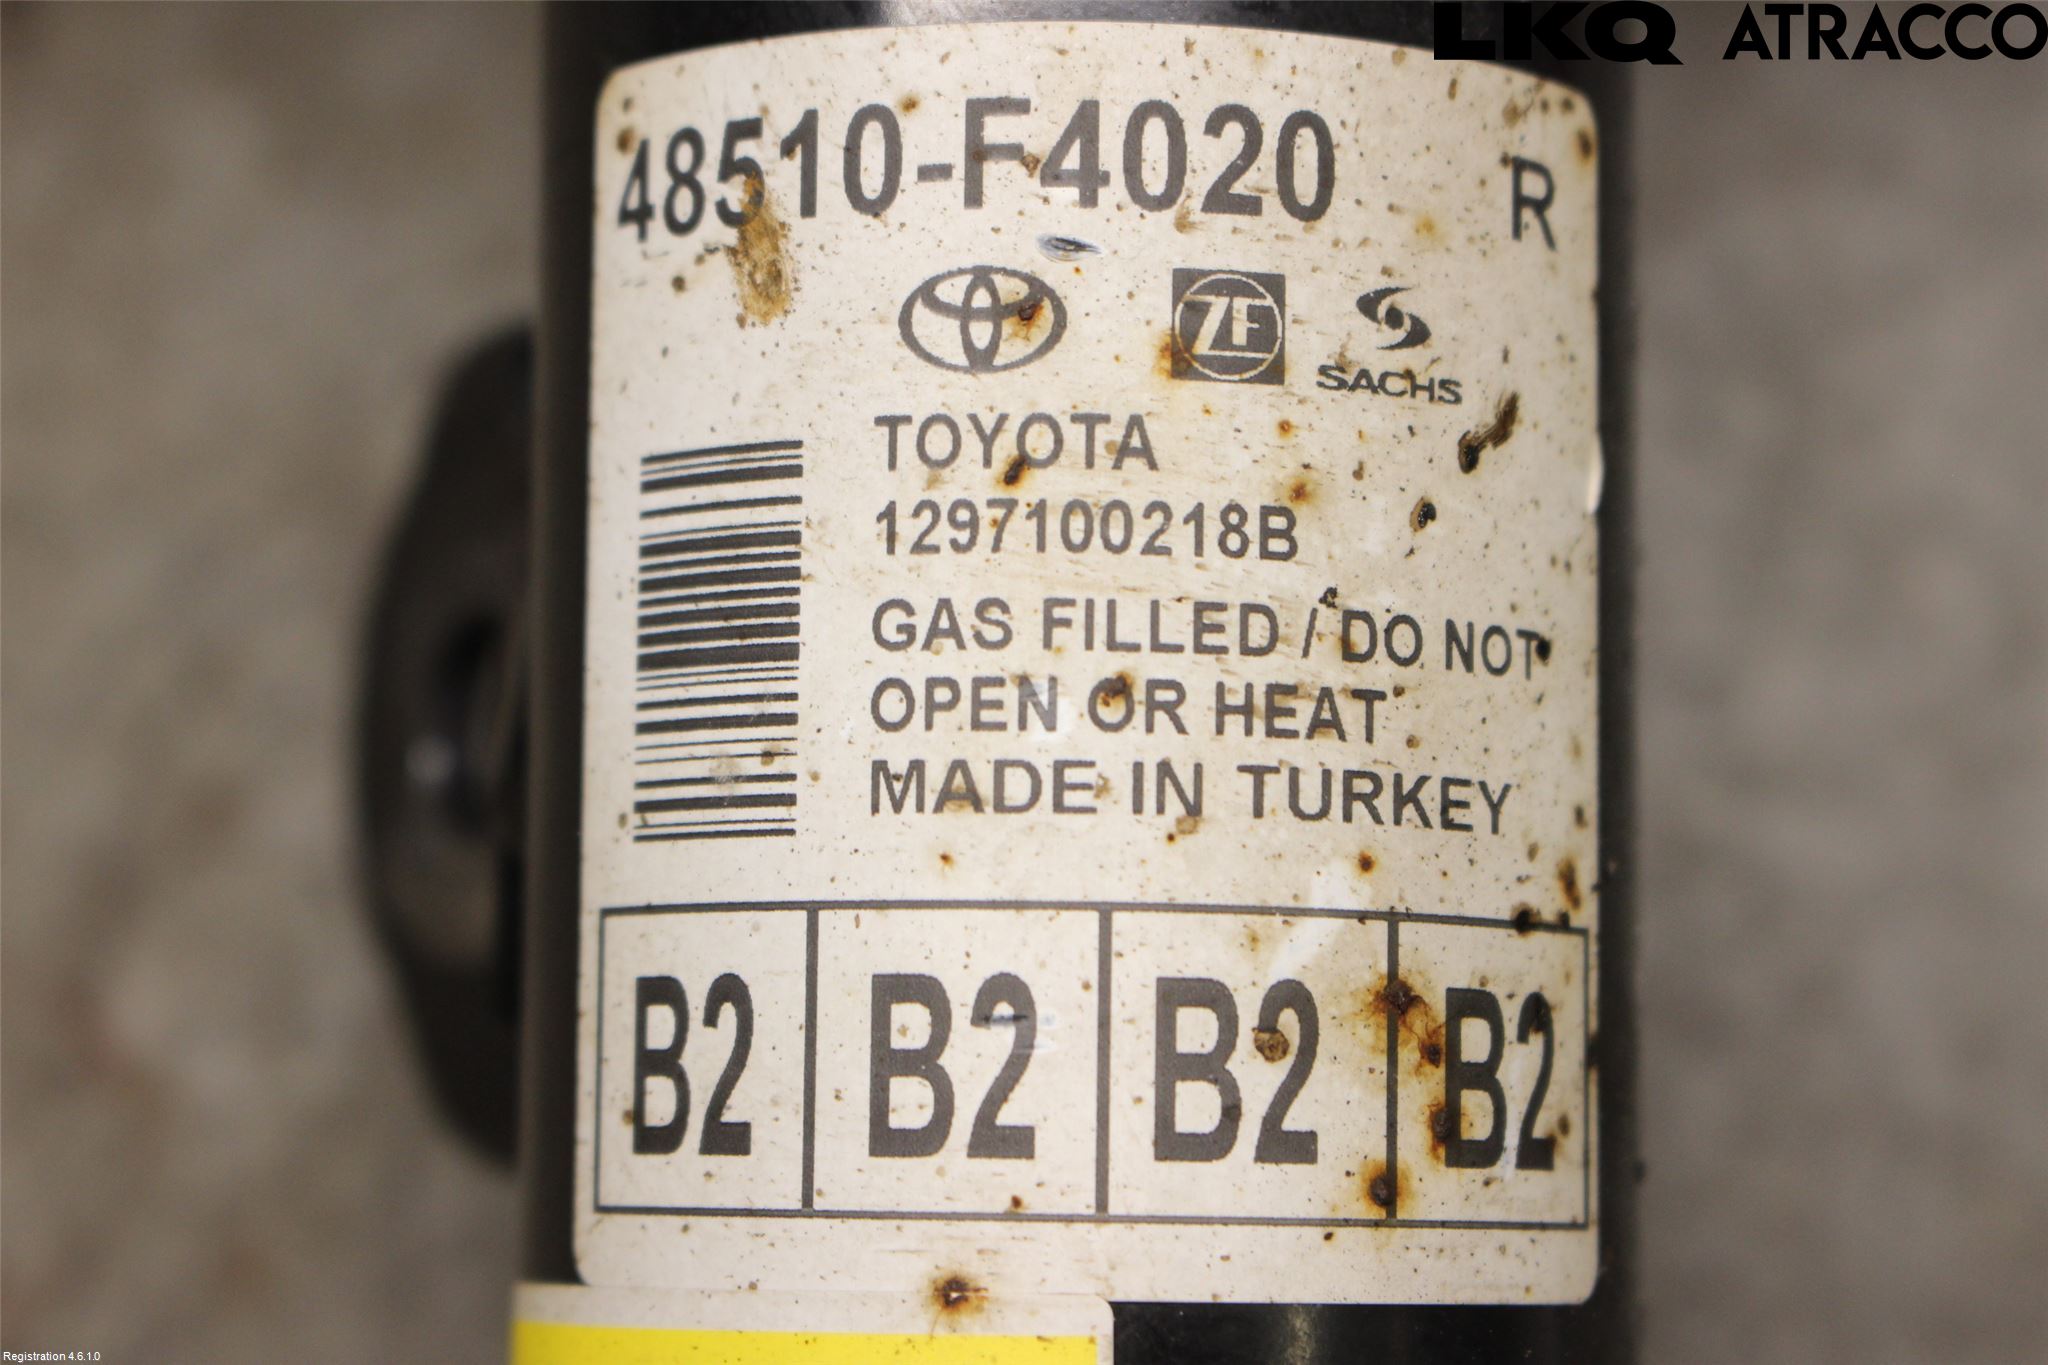 LKQ ATRACCO
48510-F4020 R
ZF
SACHS
TOYOTA
1297100218B
GAS FILLED / DO NOT
OPEN OR HEAT
MADE IN TURKEY
B2 B2 B2 B2
Registration 4.6.1.0